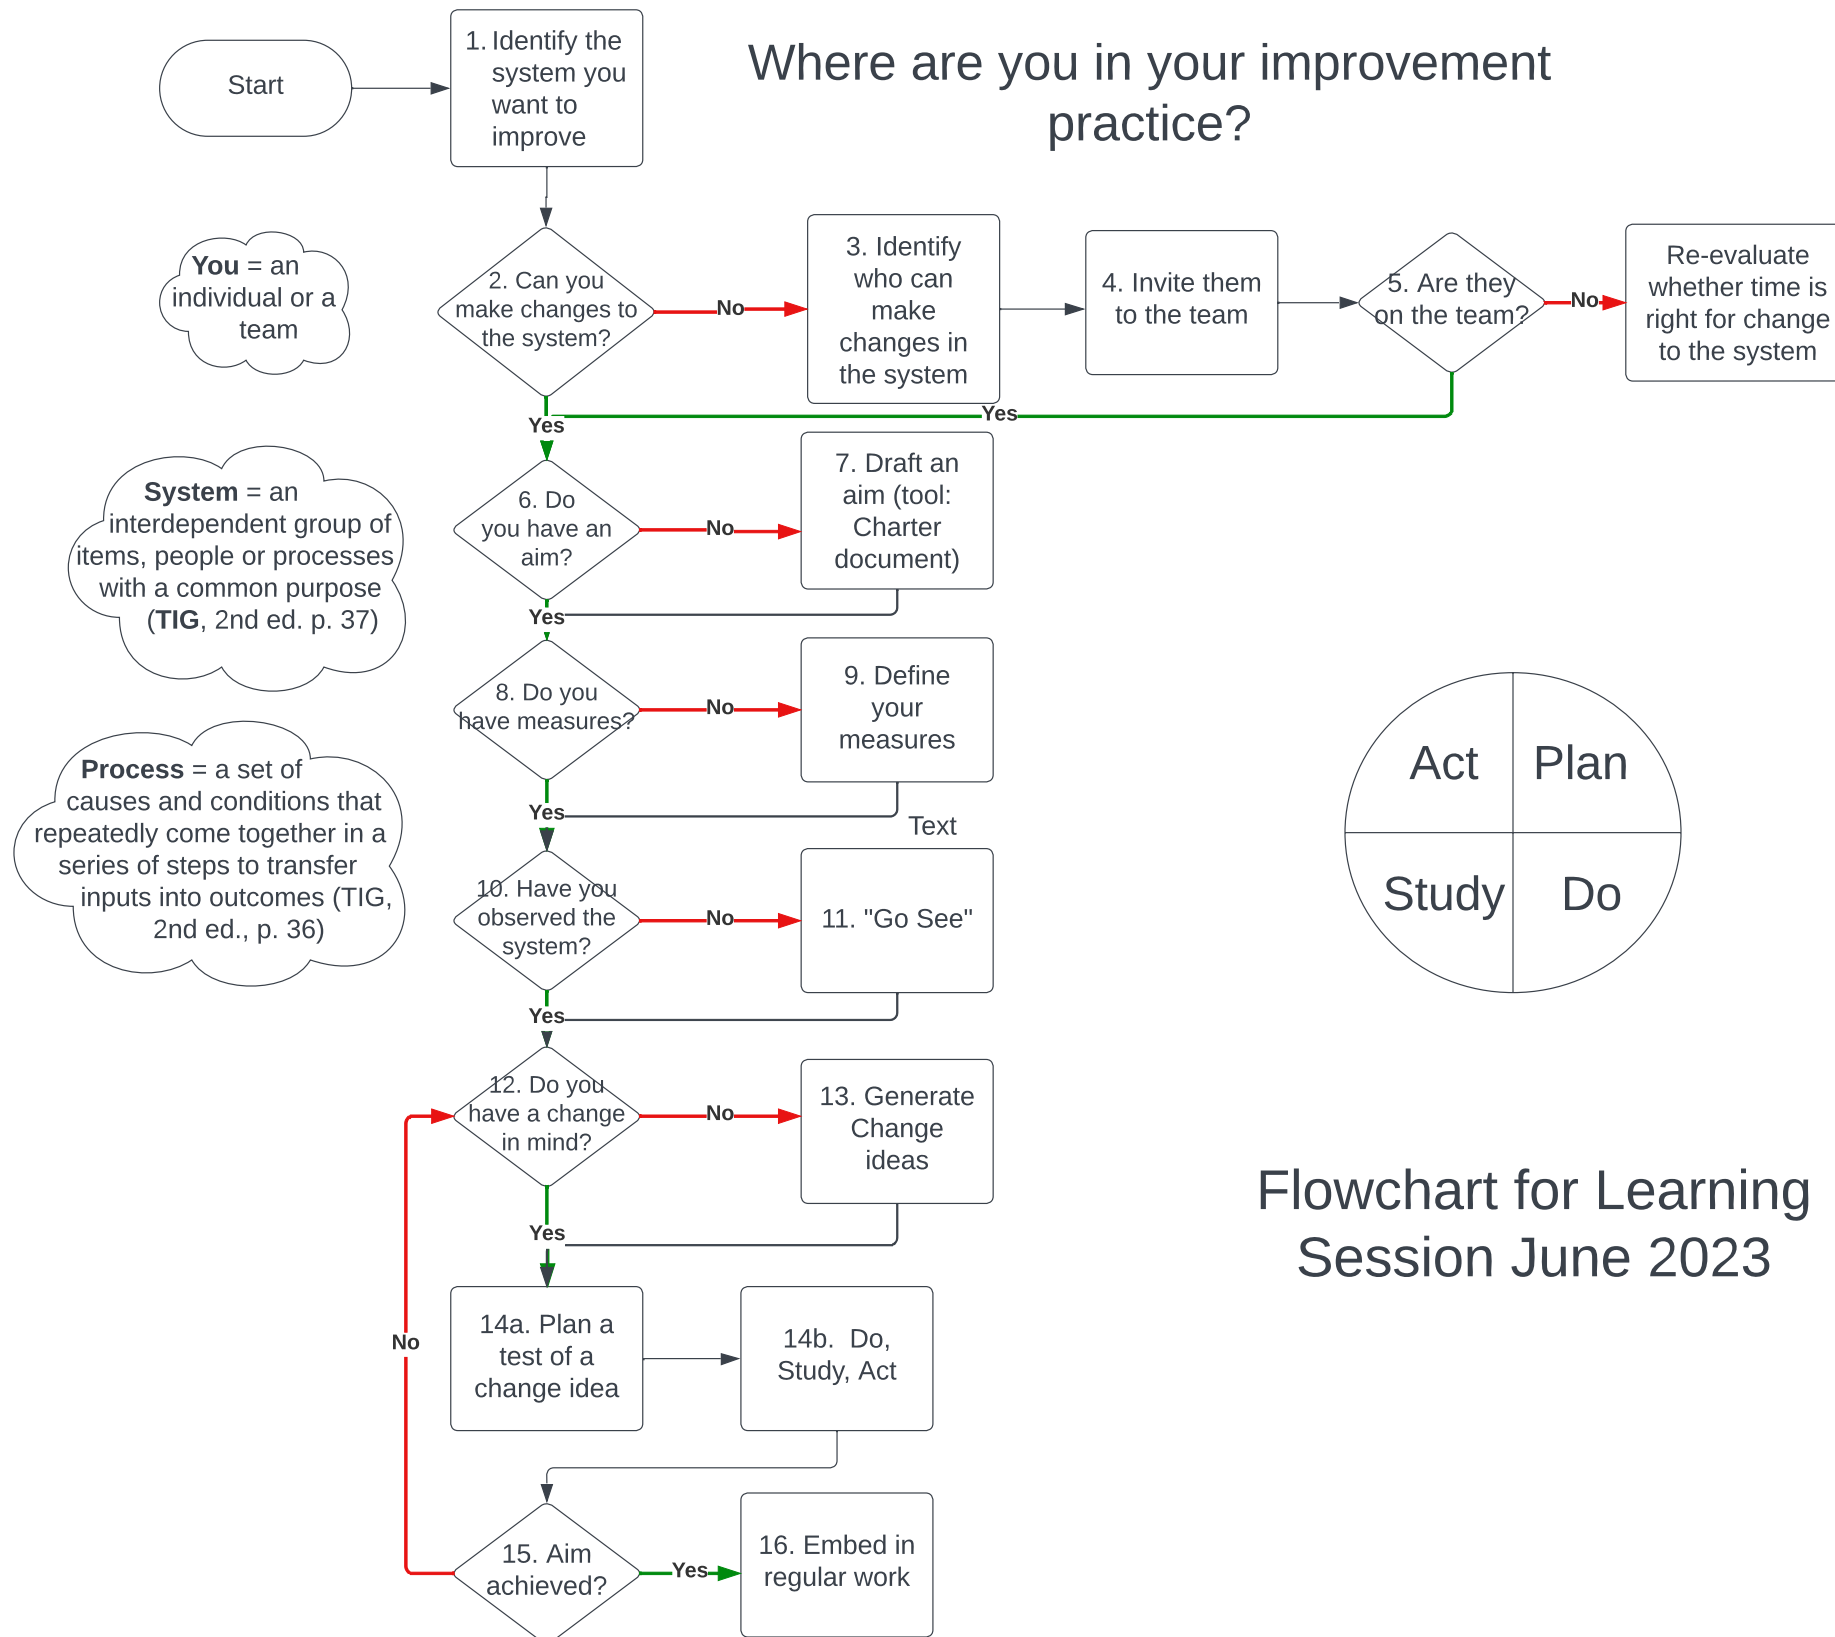 Start
1. Identify the
system you
want to
improve
Where are you in your improvement
practice?
You = an
individual or a
team
2. Can you
make changes to
the system?
No
3. Identify
who can
make
changes in
the system
4. Invite them
to the team
5. Are they
on the team?
No
Re-evaluate
whether time is
right for change
to the system
Yes
Yes
System = an
interdependent group of
items, people or processes
with a common purpose
(TIG, 2nd ed. p. 37)
6. Do
you have an
aim?
No
7. Draft an
aim (tool:
Charter
document)
Yes
8. Do you
have measures?
No
9. Define
your
measures
Yes
Text
Process = a set of
causes and conditions that
repeatedly come together in a
series of steps to transfer
inputs into outcomes (TIG,
2nd ed., p. 36)
Act
Plan
Study
Do
10. Have you
observed the
system?
No
11. "Go See"
Yes
12. Do you
have a change
in mind?
No
13. Generate
Change
ideas
Yes
Flowchart for Learning
Session June 2023
14a. Plan a
test of a
change idea
14b. Do,
Study, Act
No
15. Aim
achieved?
Yes
16. Embed in
regular work